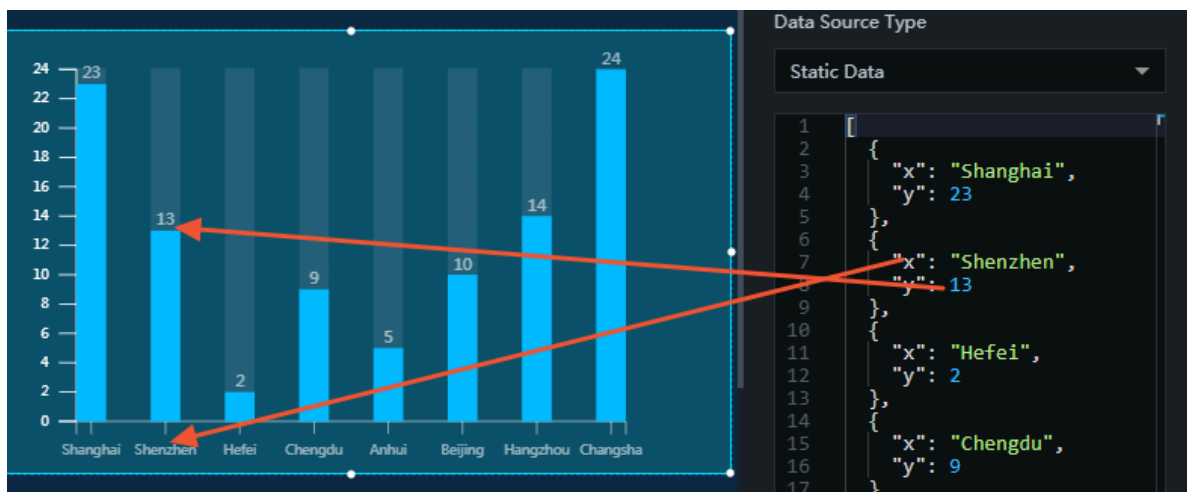 24
22
20
18
16
14
12
10
8
6
4
2
0
23
13
2
9
5
10
14
24
Shanghai Shenzhen Hefei Chengdu Anhui Beijing Hangzhou Changsha
Data Source Type
Static Data
1 [
2 {
3 "x": "Shanghai",
4 "y": 23
5 },
6 {
7 "x": "Shenzhen",
8 "y": 13
9 },
10 {
11 "x": "Hefei",
12 "y": 2
13 },
14 {
15 "x": "Chengdu",
16 "y": 9
17 }